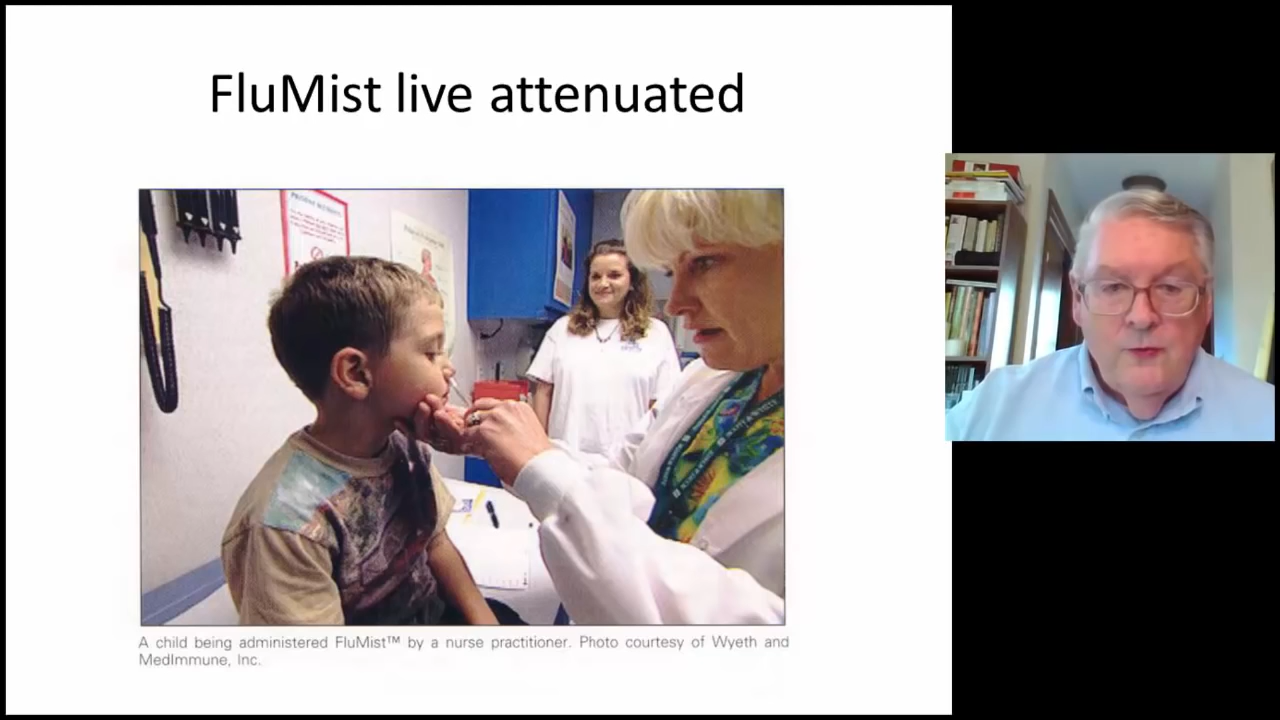 FluMist live attenuated
A child being administered FluMist™ by a nurse practitioner. Photo courtesy of Wyeth and
MedImmune, Inc.